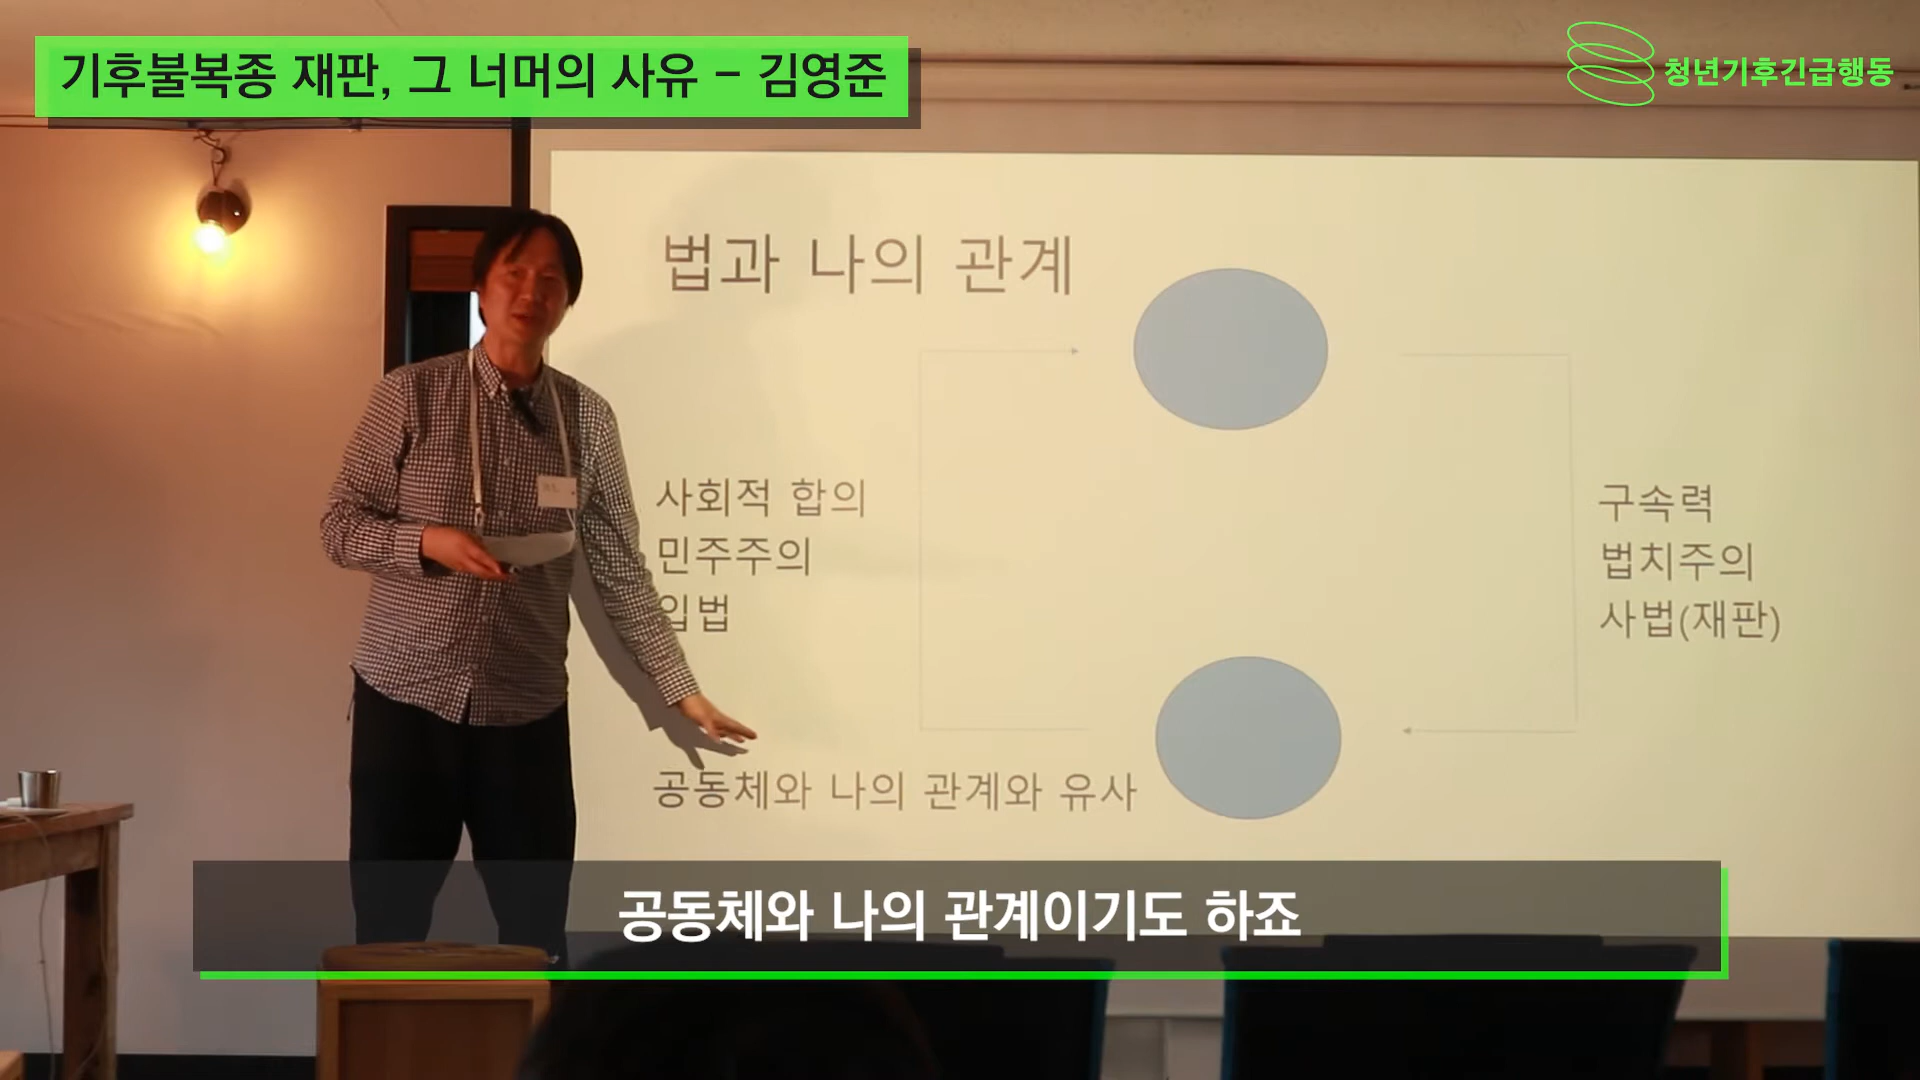 기후불복종 재판, 그 너머의 사유 - 김영준
청년기후긴급행동
법과 나의 관계
사회적 합의
민주주의
입법
구속력
법치주의
사법(재판)
공동체와 나의 관계와 유사
공동체와 나의 관계이기도 하죠